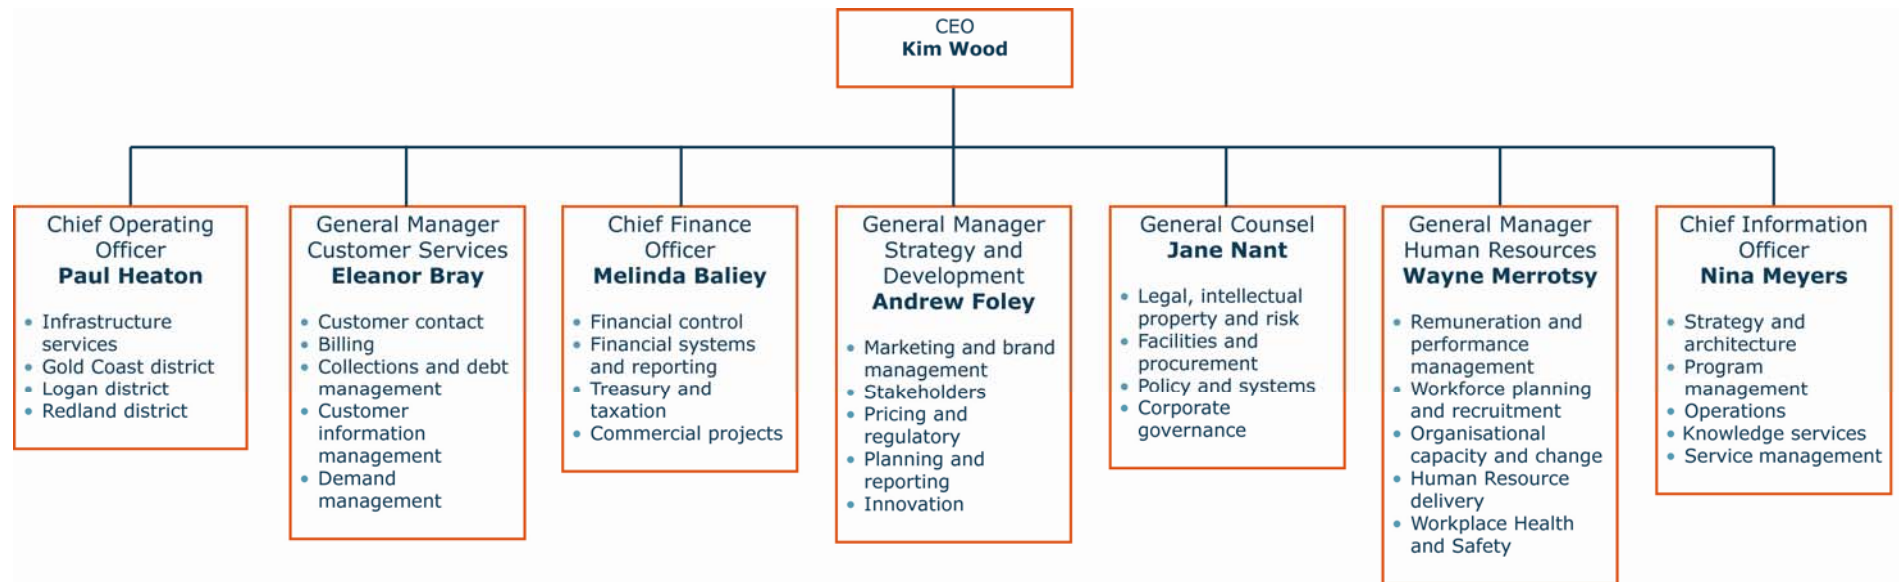 CEO
Kim Wood
Chief Operating
Officer
Paul Heaton
• Infrastructure
services
• Gold Coast district
• Logan district
• Redland district
General Manager
Customer Services
Eleanor Bray
• Customer contact
• Billing
• Collections and debt
management
• Customer
information
management
• Demand
management
Chief Finance
Officer
Melinda Baliey
• Financial control
• Financial systems
and reporting
• Treasury and
taxation
• Commercial projects
General Manager
Strategy and
Development
Andrew Foley
• Marketing and brand
management
• Stakeholders
• Pricing and
regulatory
• Planning and
reporting
• Innovation
General Counsel
Jane Nant
• Legal, intellectual
property and risk
• Facilities and
procurement
• Policy and systems
• Corporate
governance
General Manager
Human Resources
Wayne Merrotsy
• Remuneration and
performance
management
• Workforce planning
and recruitment
• Organisational
capacity and change
• Human Resource
delivery
• Workplace Health
and Safety
Chief Information
Officer
Nina Meyers
• Strategy and
architecture
• Program
management
• Operations
• Knowledge services
• Service management